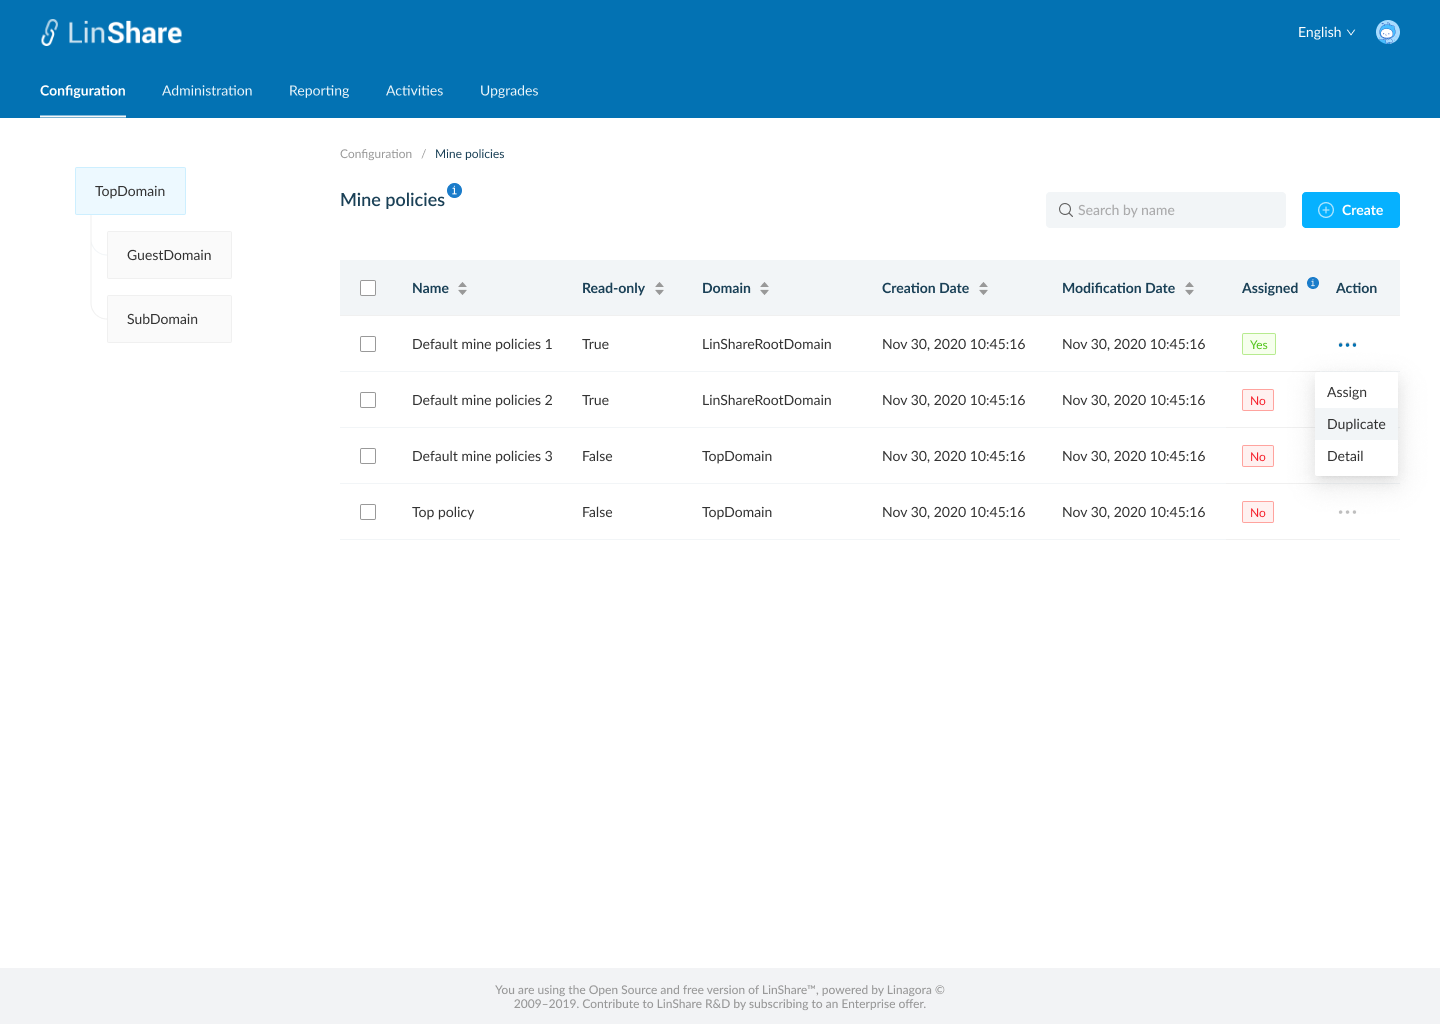 LinShare
English
Configuration Administration Reporting Activities Upgrades
Configuration / Mine policies
TopDomain
GuestDomain
SubDomain
Mine policies
Search by name
Create
Name Read-only Domain Creation Date Modification Date Assigned Action
Default mine policies 1 True LinShareRootDomain Nov 30, 2020 10:45:16 Nov 30, 2020 10:45:16 Yes
Default mine policies 2 True LinShareRootDomain Nov 30, 2020 10:45:16 Nov 30, 2020 10:45:16 No
Default mine policies 3 False TopDomain Nov 30, 2020 10:45:16 Nov 30, 2020 10:45:16 No
Top policy False TopDomain Nov 30, 2020 10:45:16 Nov 30, 2020 10:45:16 No
Assign
Duplicate
Detail
You are using the Open Source and free version of LinShare™, powered by Linagora ©
2009–2019. Contribute to LinShare R&D by subscribing to an Enterprise offer.